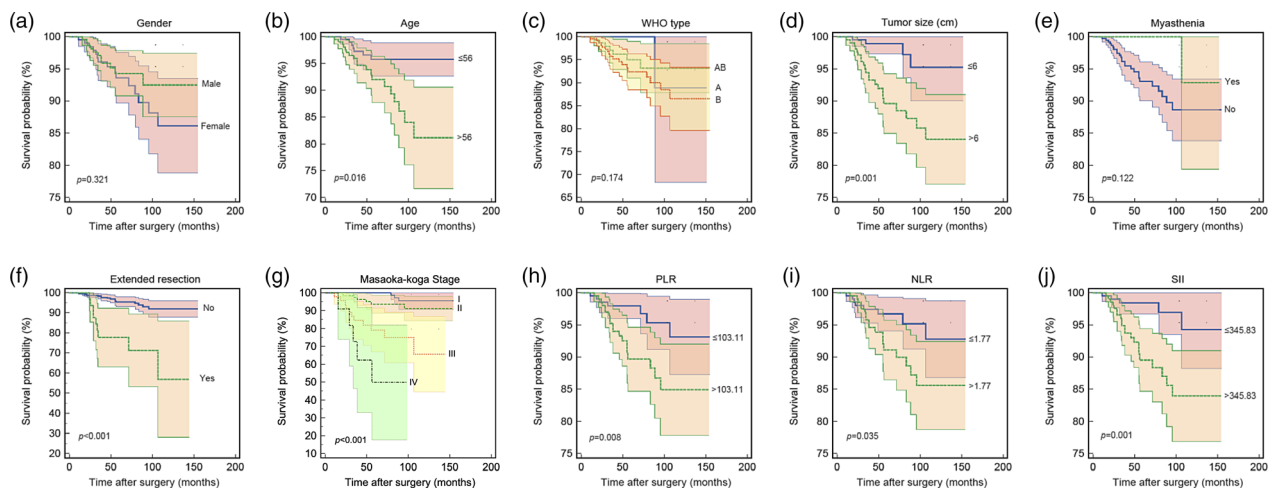 (a)
Gender
Survival probability (%)
100
95
90
85
80
75
Male
Female
p=0.321
0 50 100 150 200
Time after surgery (months)
(b)
Age
Survival probability (%)
100
95
90
85
80
75
70
≤56
>56
p=0.016
0 50 100 150 200
Time after surgery (months)
(c)
WHO type
Survival probability (%)
100
95
90
85
80
75
70
65
AB
A
B
p=0.174
0 50 100 150 200
Time after surgery (months)
(d)
Tumor size (cm)
Survival probability (%)
100
95
90
85
80
75
≤6
>6
p=0.001
0 50 100 150 200
Time after surgery (months)
(e)
Myasthenia
Survival probability (%)
100
95
90
85
80
75
Yes
No
p=0.122
0 50 100 150 200
Time after surgery (months)
(f)
Extended resection
Survival probability (%)
100
90
80
70
60
50
40
30
20
No
Yes
p<0.001
0 50 100 150 200
Time after surgery (months)
(g)
Masaoka-koga Stage
Survival probability (%)
100
90
80
70
60
50
40
30
20
10
I
II
III
IV
p<0.001
0 50 100 150 200
Time after surgery (months)
(h)
PLR
Survival probability (%)
100
95
90
85
80
75
≤103.11
>103.11
p=0.008
0 50 100 150 200
Time after surgery (months)
(i)
NLR
Survival probability (%)
100
95
90
85
80
75
≤1.77
>1.77
p=0.035
0 50 100 150 200
Time after surgery (months)
(j)
SII
Survival probability (%)
100
95
90
85
80
75
≤345.83
>345.83
p=0.001
0 50 100 150 200
Time after surgery (months)